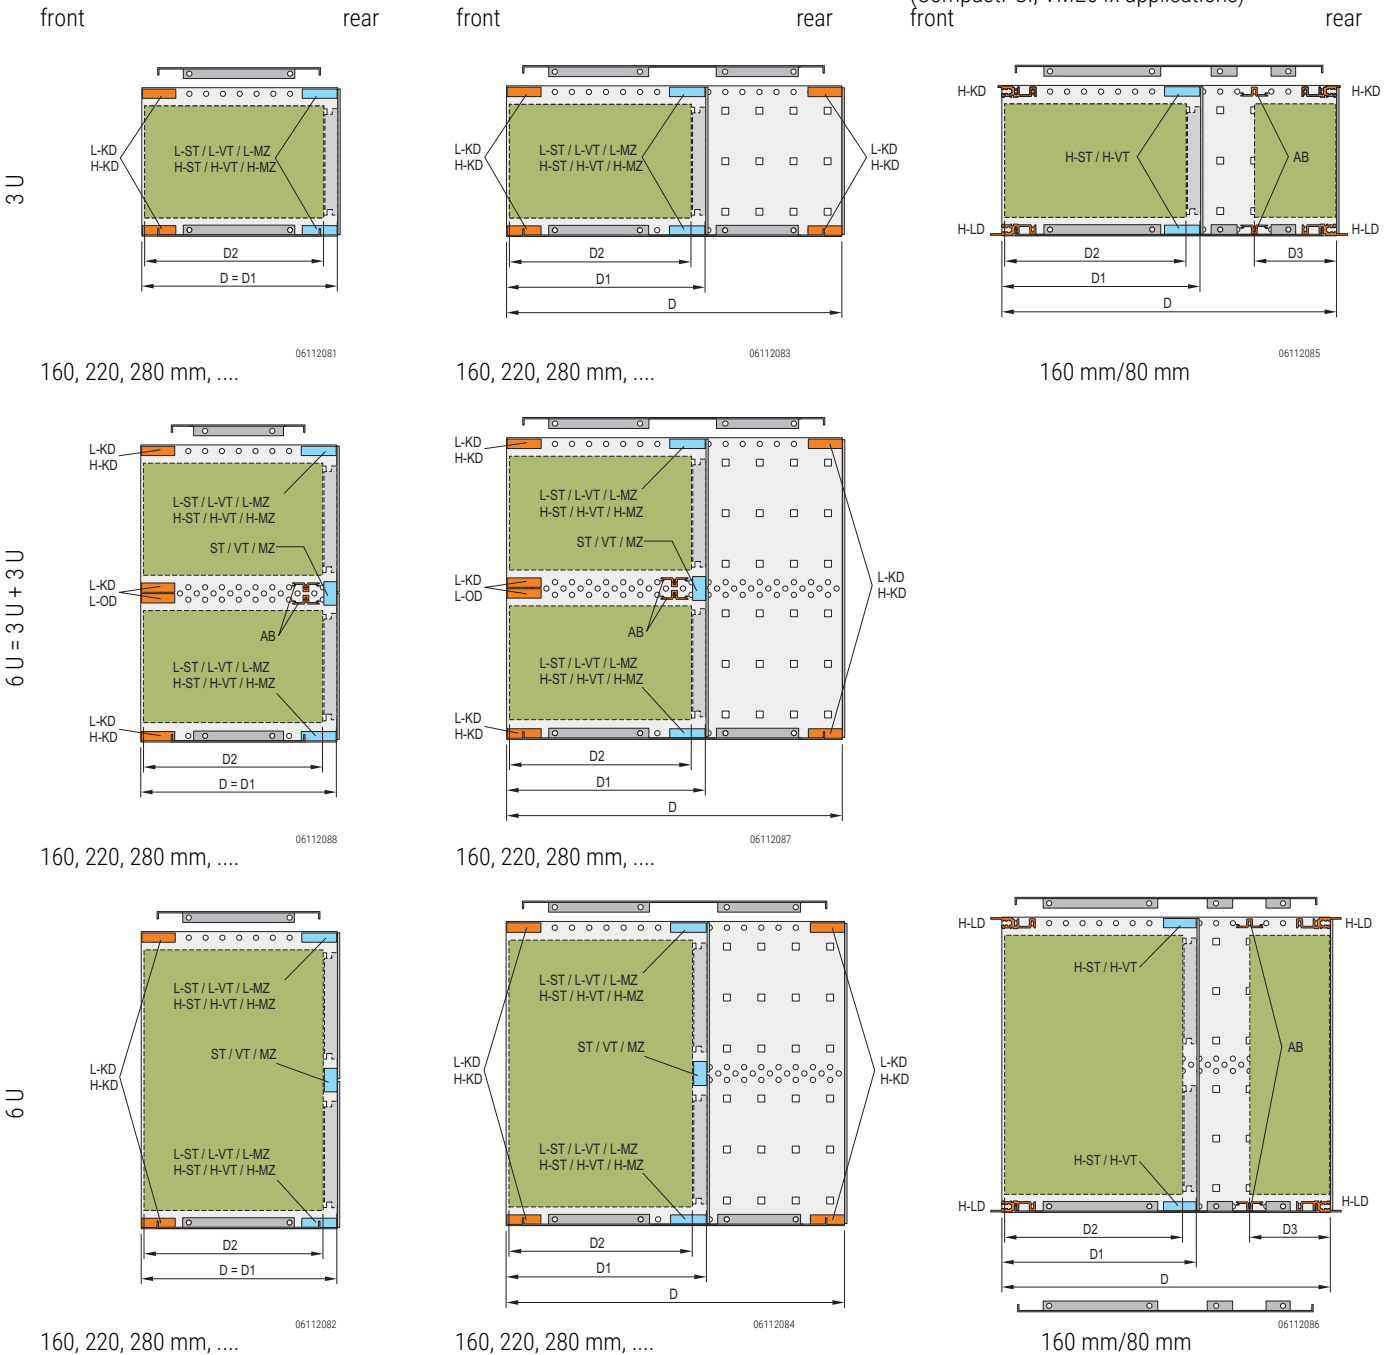 front
rear
front
rear
front
rear
3 U
L-KD
H-KD
L-ST / L-VT / L-MZ
H-ST / H-VT / H-MZ
D2
D = D1
06112081
160, 220, 280 mm, ....
L-KD
H-KD
L-ST / L-VT / L-MZ
H-ST / H-VT / H-MZ
L-KD
H-KD
D2
D1
D
06112083
160, 220, 280 mm, ....
H-KD
H-KD
H-ST / H-VT
AB
H-LD
H-LD
D2
D3
D1
D
06112085
160 mm/80 mm
6 U = 3 U + 3 U
L-KD
H-KD
L-ST / L-VT / L-MZ
H-ST / H-VT / H-MZ
ST / VT / MZ
L-KD
L-OD
AB
L-ST / L-VT / L-MZ
H-ST / H-VT / H-MZ
L-KD
H-KD
D2
D = D1
06112088
160, 220, 280 mm, ....
L-KD
H-KD
L-ST / L-VT / L-MZ
H-ST / H-VT / H-MZ
ST / VT / MZ
L-KD
L-OD
L-KD
H-KD
AB
L-ST / L-VT / L-MZ
H-ST / H-VT / H-MZ
L-KD
H-KD
D2
D1
D
06112087
160, 220, 280 mm, ....
6 U
L-ST / L-VT / L-MZ
H-ST / H-VT / H-MZ
ST / VT / MZ
L-KD
H-KD
L-ST / L-VT / L-MZ
H-ST / H-VT / H-MZ
D2
D = D1
06112082
160, 220, 280 mm, ....
L-ST / L-VT / L-MZ
H-ST / H-VT / H-MZ
ST / VT / MZ
L-KD
H-KD
L-KD
H-KD
L-ST / L-VT / L-MZ
H-ST / H-VT / H-MZ
D2
D1
D
06112084
160, 220, 280 mm, ....
H-LD
H-LD
H-ST / H-VT
AB
H-ST / H-VT
H-LD
H-LD
D2
D3
D1
D
06112086
160 mm/80 mm